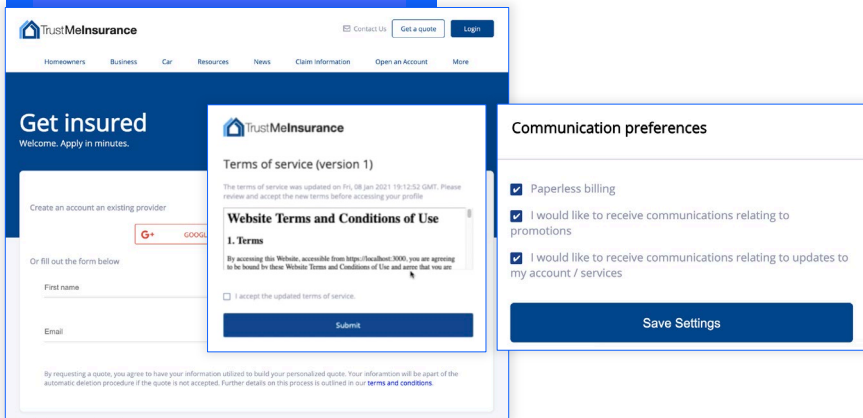 TrustMeInsurance
Contact Us
Get a quote
Login
Homeowners
Business
Car
Resources
News
Claim Information
Open an Account
More
Get insured
Welcome. Apply in minutes.
Create an account an existing provider
G+ GOOGL
Or fill out the form below
First name
Email
By requesting a quote, you agree to have your information utilized to build your personalized quote. Your inforamtion will be apart of the
automatic deletion procedure if the quote is not accepted. Further details on this process is outlined in our terms and conditions.
TrustMeInsurance
Terms of service (version 1)
The terms of service was updated on Fri, 08 Jan 2021 19:12:52 GMT. Please
review and accept the new terms before accessing your profile
Website Terms and Conditions of Use
1. Terms
By accessing this Website, accessible from https://localhost:3000, you are agreeing
to be bound by these Website Terms and Conditions of Use and agree that you are
I accept the updated terms of service.
Submit
Communication preferences
Paperless billing
I would like to receive communications relating to
promotions
I would like to receive communications relating to updates to
my account / services
Save Settings